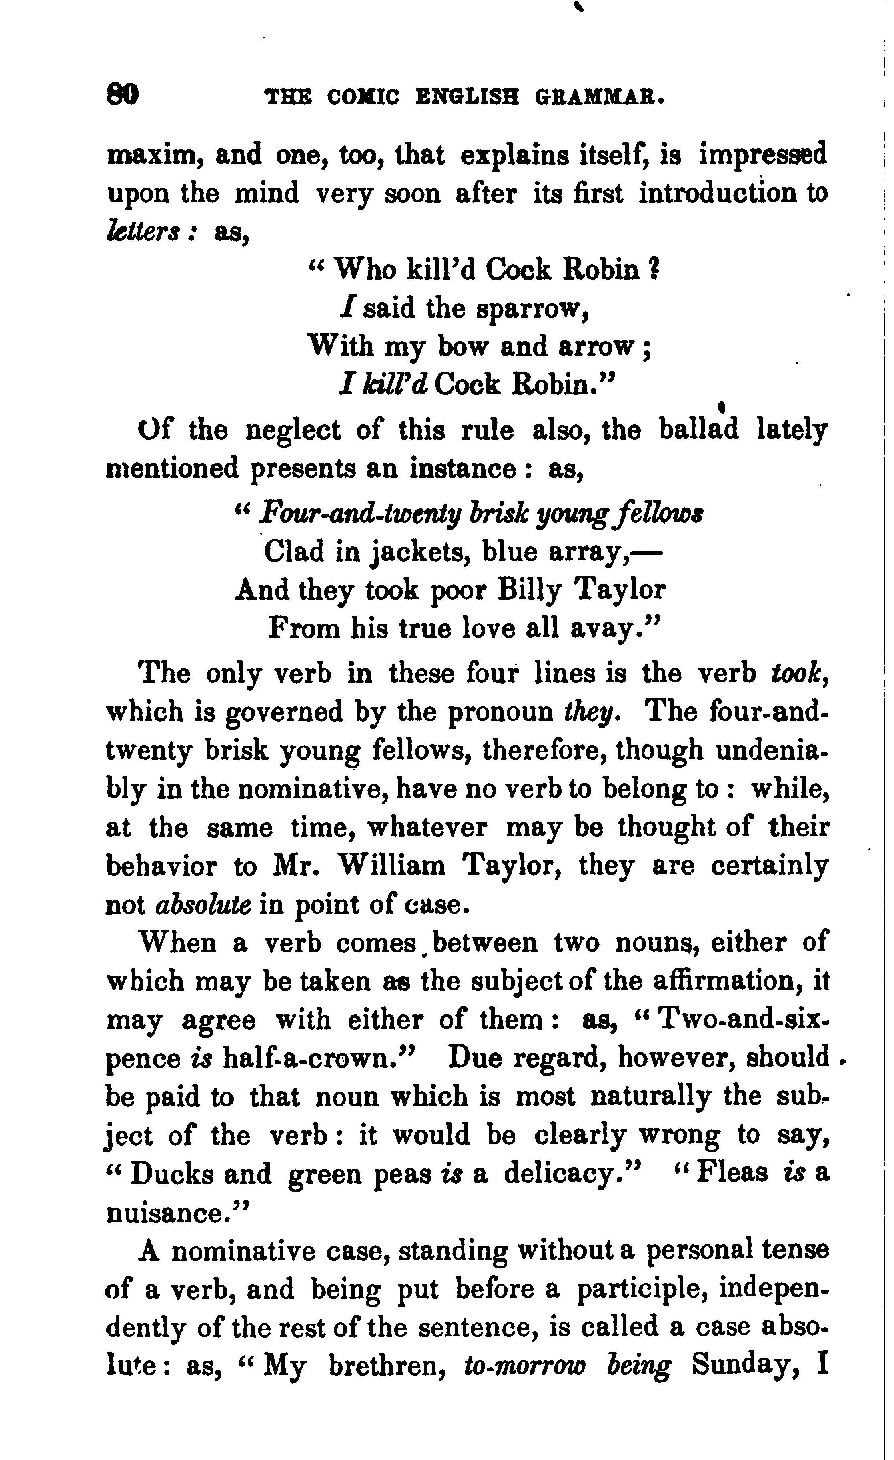 80 THE COMIC ENGLISH GRAMMAR.
maxim, and one, too, that explains itself, is impressed
upon the mind very soon after its first introduction to
letters : as,
“ Who kill’d Cock Robin ?
I said the sparrow,
With my bow and arrow ;
I kill’d Cock Robin.”
Of the neglect of this rule also, the ballad lately
mentioned presents an instance : as,
“ Four-and-twenty brisk young fellows
Clad in jackets, blue array,—
And they took poor Billy Taylor
From his true love all avay.”
The only verb in these four lines is the verb took,
which is governed by the pronoun they. The four-and-
twenty brisk young fellows, therefore, though undenia-
bly in the nominative, have no verb to belong to : while,
at the same time, whatever may be thought of their
behavior to Mr. William Taylor, they are certainly
not absolute in point of case.
When a verb comes between two nouns, either of
which may be taken as the subject of the affirmation, it
may agree with either of them : as, “ Two-and-six-
pence is half-a-crown.” Due regard, however, should
be paid to that noun which is most naturally the sub-
ject of the verb : it would be clearly wrong to say,
“ Ducks and green peas is a delicacy.” “ Fleas is a
nuisance.”
A nominative case, standing without a personal tense
of a verb, and being put before a participle, indepen-
dently of the rest of the sentence, is called a case abso-
lute : as, “ My brethren, to-morrow being Sunday, I